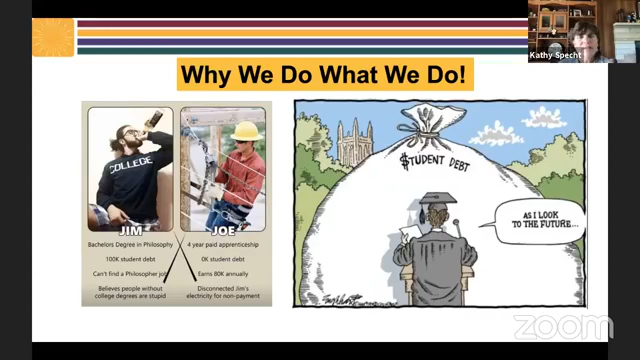 Kathy Specht
Why We Do What We Do!
COLLEGE
JIM
Bachelors Degree in Philosophy
100K student debt
Can't find a Philosopher job
Believes people without
college degrees are stupid
JOE
4 year paid apprenticeship
0K student debt
Earns 80K annually
Disconnected Jim's
electricity for non-payment
$TUDENT DEBT
AS I LOOK
TO THE FUTURE...
zoom